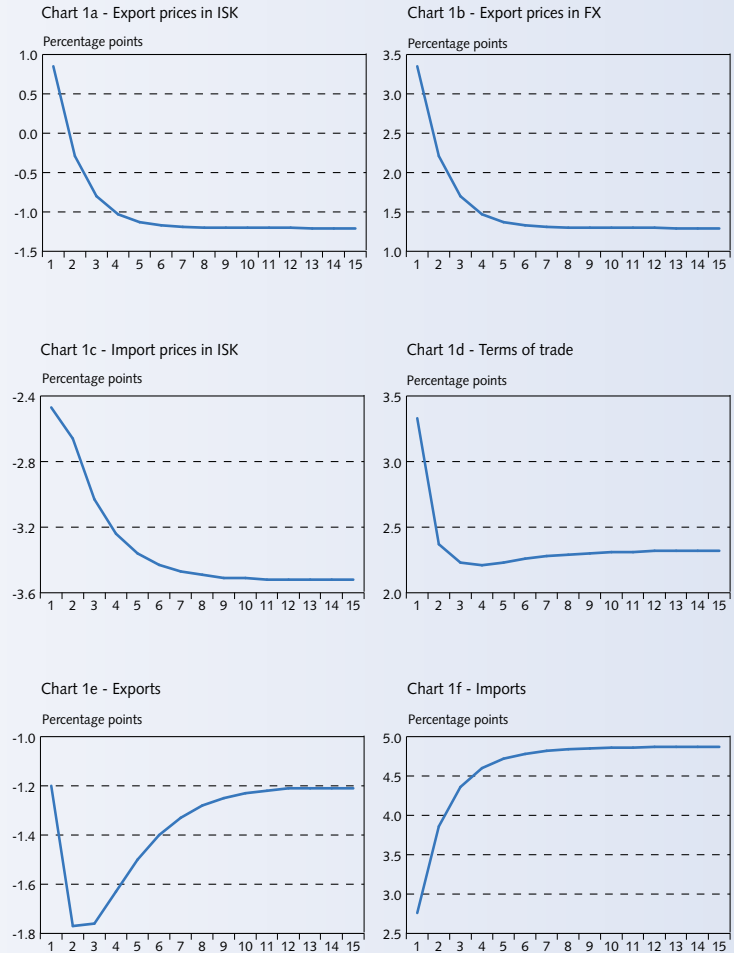 Chart 1a - Export prices in ISK
Percentage points
1.0
0.5
0.0
-0.5
-1.0
-1.5
1 2 3 4 5 6 7 8 9 10 11 12 13 14 15
Chart 1b - Export prices in FX
Percentage points
3.5
3.0
2.5
2.0
1.5
1.0
1 2 3 4 5 6 7 8 9 10 11 12 13 14 15
Chart 1c - Import prices in ISK
Percentage points
-2.4
-2.8
-3.2
-3.6
1 2 3 4 5 6 7 8 9 10 11 12 13 14 15
Chart 1d - Terms of trade
Percentage points
3.5
3.0
2.5
2.0
1 2 3 4 5 6 7 8 9 10 11 12 13 14 15
Chart 1e - Exports
Percentage points
-1.0
-1.2
-1.4
-1.6
-1.8
1 2 3 4 5 6 7 8 9 10 11 12 13 14 15
Chart 1f - Imports
Percentage points
5.0
4.5
4.0
3.5
3.0
2.5
1 2 3 4 5 6 7 8 9 10 11 12 13 14 15